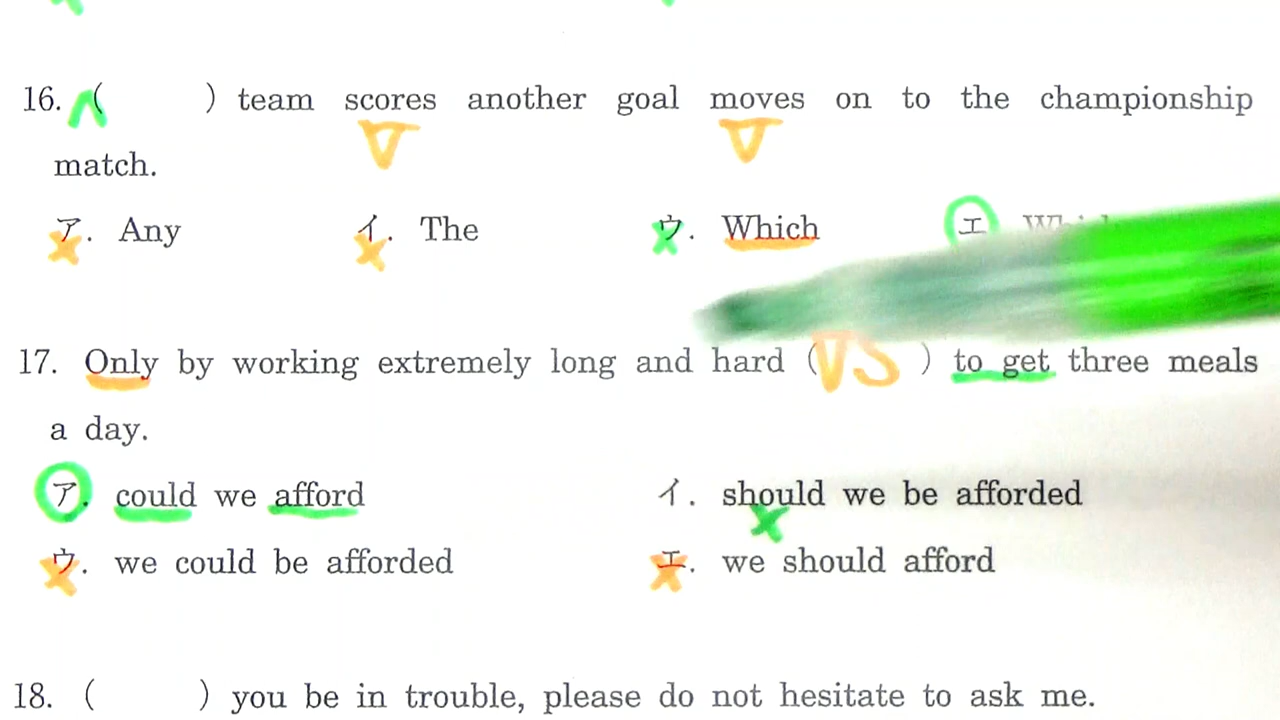 16. ( ) team scores another goal moves on to the championship
match.
ア. Any イ. The ウ. Which エ
17. Only by working extremely long and hard (VS ) to get three meals
a day.
ア. could we afford イ. should we be afforded
ウ. we could be afforded エ. we should afford
18. ( ) you be in trouble, please do not hesitate to ask me.